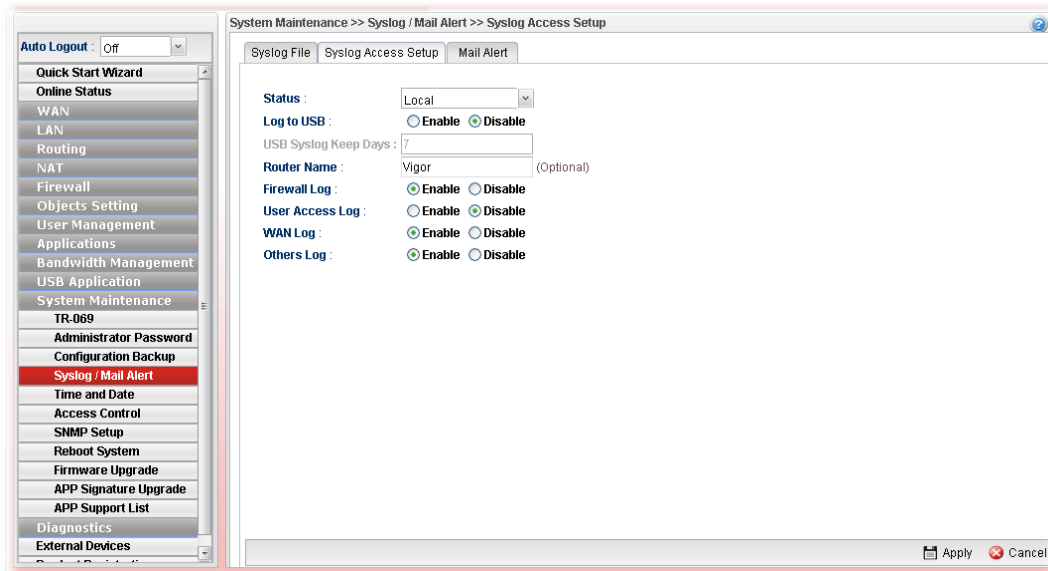 System Maintenance >> Syslog / Mail Alert >> Syslog Access Setup
Auto Logout : Off
Quick Start Wizard
Online Status
WAN
LAN
Routing
NAT
Firewall
Objects Setting
User Management
Applications
Bandwidth Management
USB Application
System Maintenance
TR-069
Administrator Password
Configuration Backup
Syslog / Mail Alert
Time and Date
Access Control
SNMP Setup
Reboot System
Firmware Upgrade
APP Signature Upgrade
APP Support List
Diagnostics
External Devices
Syslog File Syslog Access Setup Mail Alert
Status : Local
Log to USB : Enable Disable
USB Syslog Keep Days : 7
Router Name : Vigor (Optional)
Firewall Log : Enable Disable
User Access Log : Enable Disable
WAN Log : Enable Disable
Others Log : Enable Disable
Apply Cancel